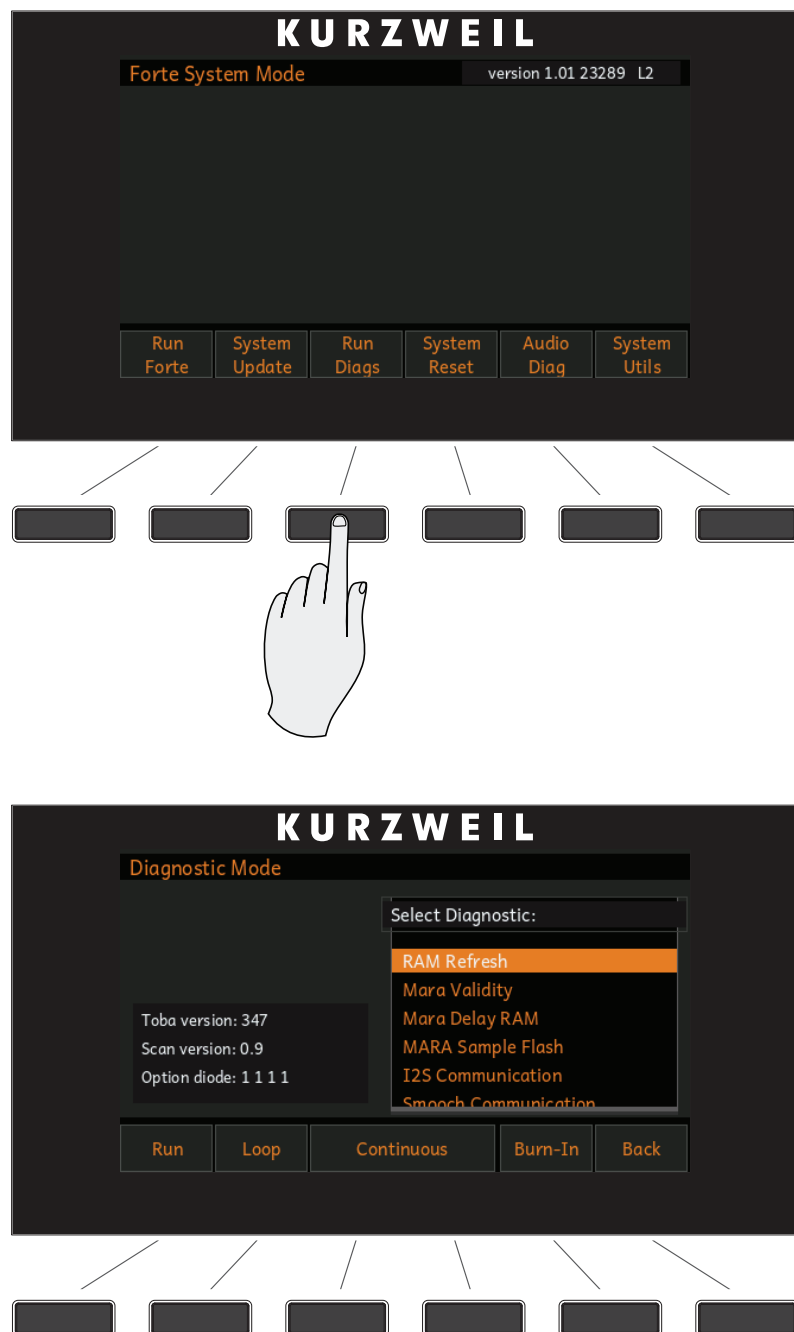 KURZWEIL
Forte System Mode version 1.01 23289 L2
Run Forte
System Update
Run Diags
System Reset
Audio Diag
System Utils
KURZWEIL
Diagnostic Mode
Select Diagnostic:
RAM Refresh
Mara Validity
Mara Delay RAM
MARA Sample Flash
I2S Communication
Smooch Communication
Toba version: 347
Scan version: 0.9
Option diode: 1 1 1 1
Run Loop Continuous Burn-In Back